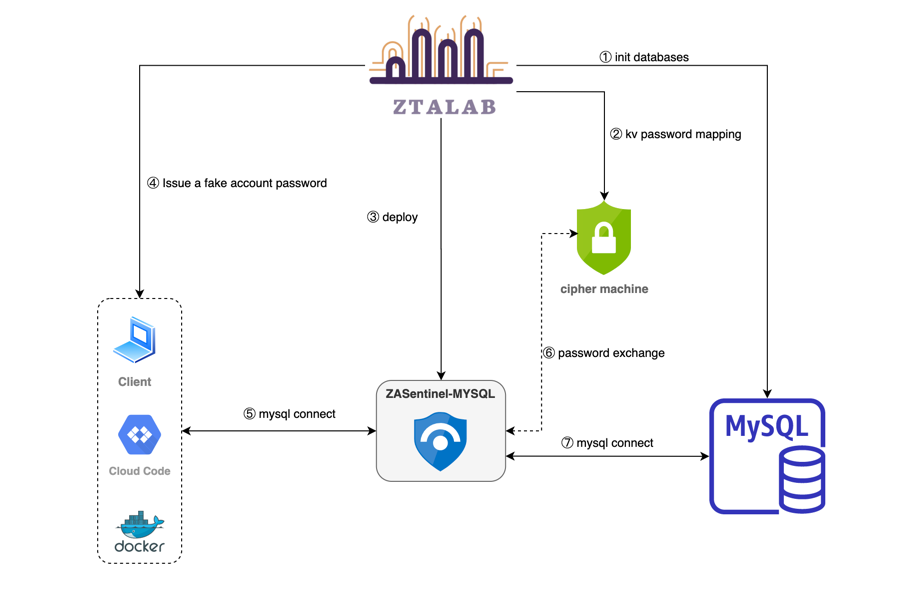 ① init databases
ZTALAB
② kv password mapping
④ Issue a fake account password
③ deploy
cipher machine
⑥ password exchange
Client
ZASentinel-MYSQL
⑤ mysql connect
MySQL
⑦ mysql connect
Cloud Code
docker